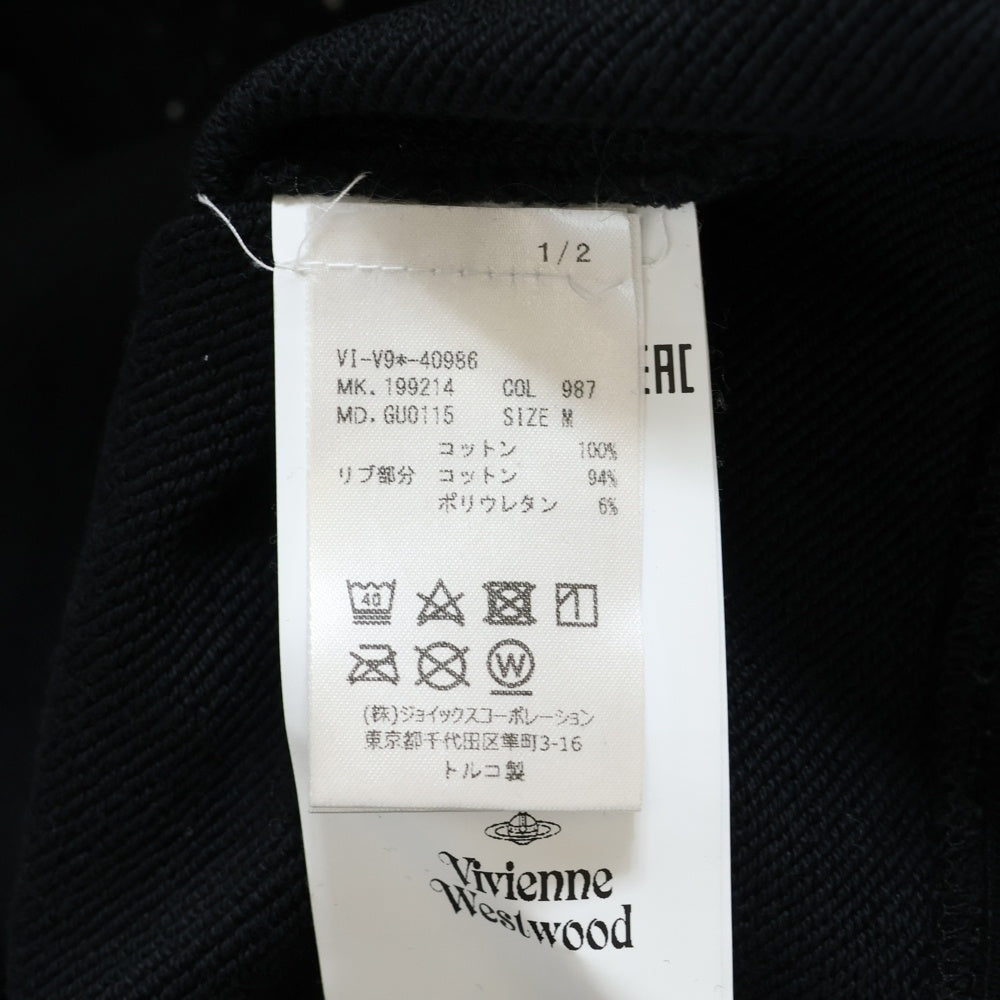 1/2
VI-V9*-40986
MK. 199214 COL 987
MD. GU0115 SIZE M
コットン 100%
リブ部分 コットン 94%
ポリウレタン 6%
EAC
40
W
(株)ジョイックスコーポレーション
東京都千代田区隼町3-16
トルコ製
Vivienne
Westwood